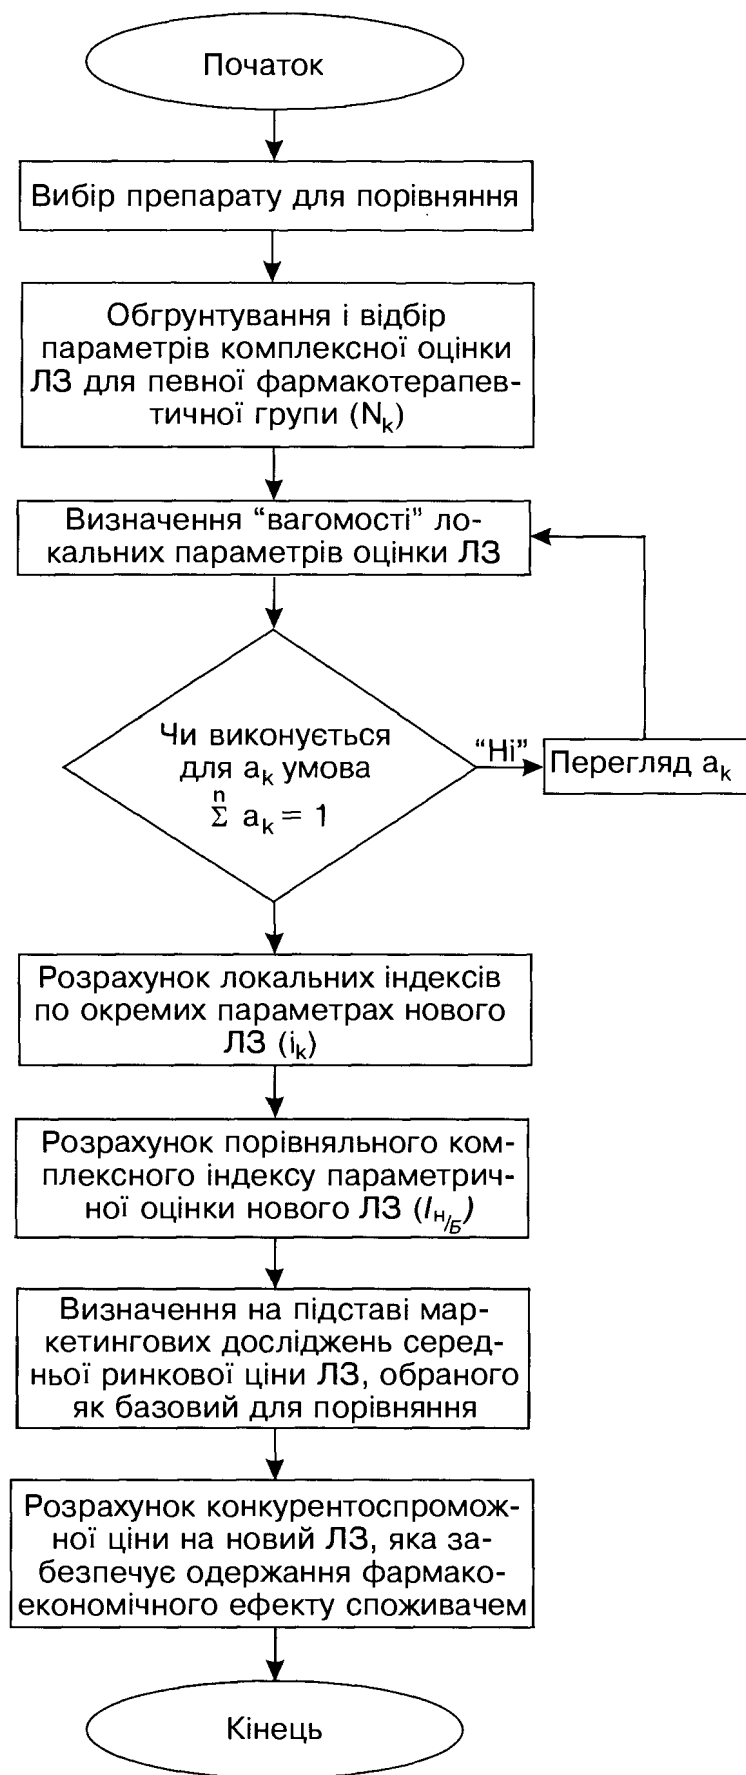 Початок
Вибір препарату для порівняння
Обгрунтування і відбір
параметрів комплексної оцінки
ЛЗ для певної фармакотерапев-
тичної групи (Nk)
Визначення “вагомості” ло-
кальних параметрів оцінки ЛЗ
Чи виконується
для ak умова
n
Σ ak = 1
“Ні”
Перегляд ak
Розрахунок локальних індексів
по окремих параметрах нового
ЛЗ (ik)
Розрахунок порівняльного ком-
плексного індексу параметрич-
ної оцінки нового ЛЗ (Iн/Б)
Визначення на підставі мар-
кетингових досліджень серед-
ньої ринкової ціни ЛЗ, обраного
як базовий для порівняння
Розрахунок конкурентоспромож-
ної ціни на новий ЛЗ, яка за-
безпечує одержання фармако-
економічного ефекту споживачем
Кінець